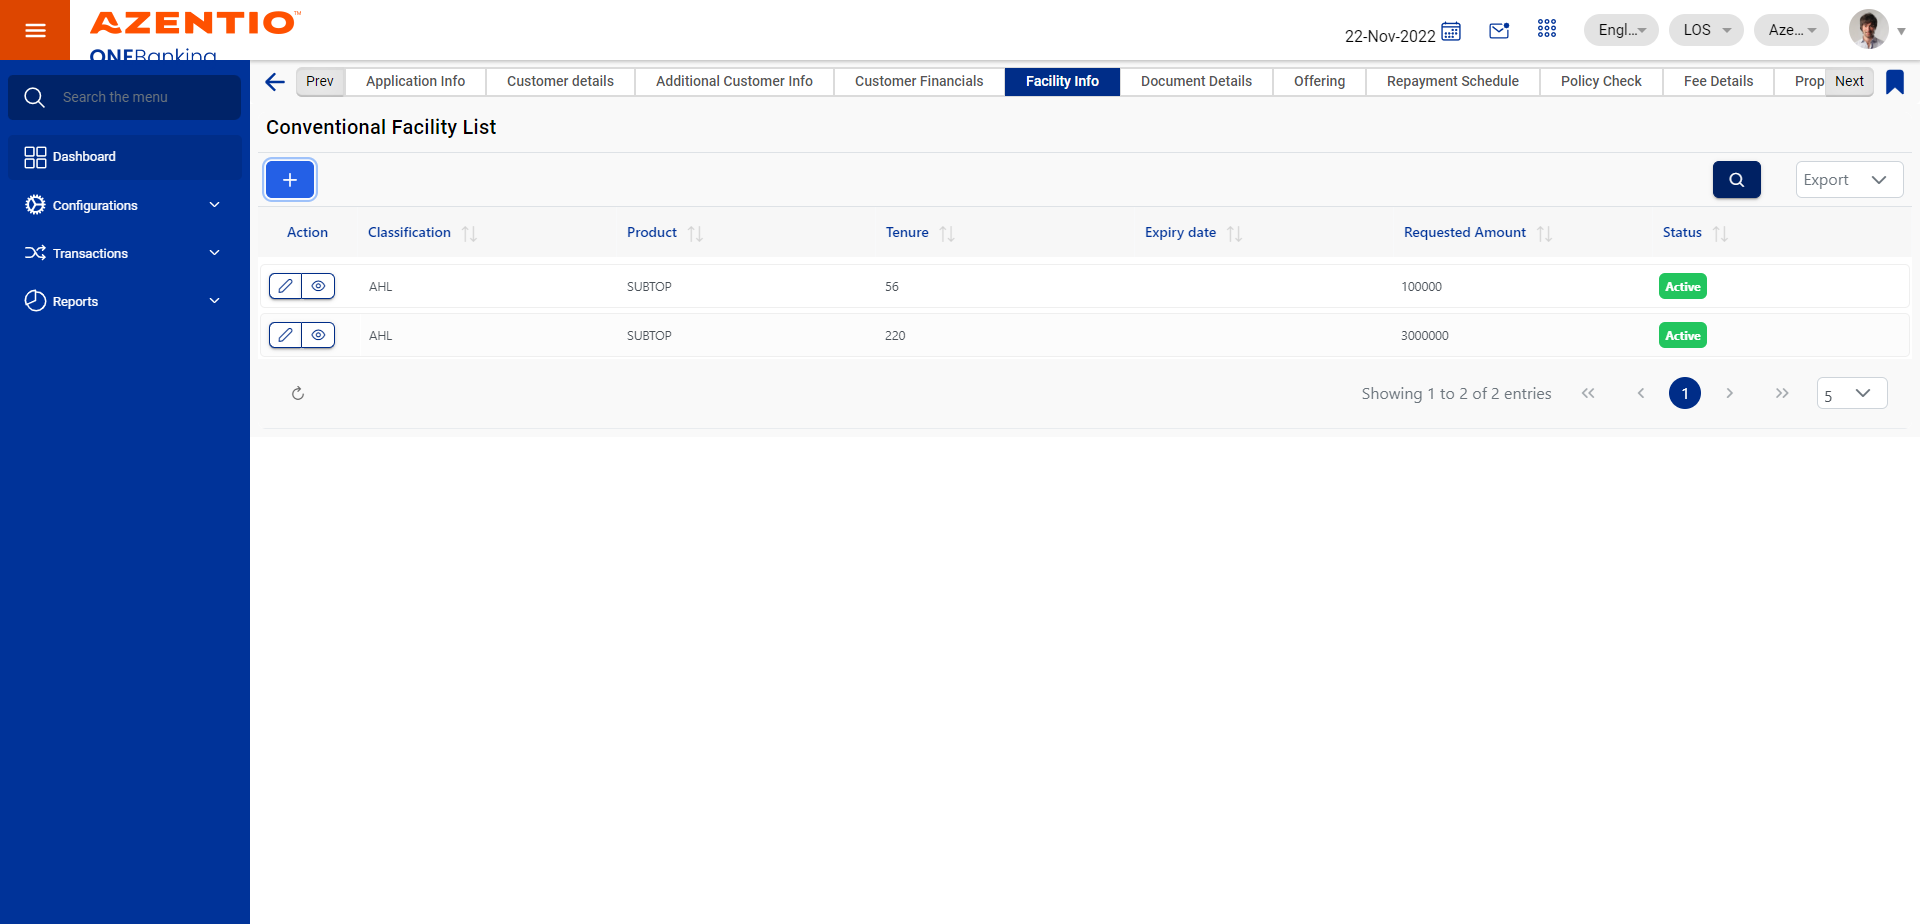 AZENTIO™
ONEBanking
22-Nov-2022
Engl...
LOS
Aze...
Search the menu
Dashboard
Configurations
Transactions
Reports
Prev
Application Info
Customer details
Additional Customer Info
Customer Financials
Facility Info
Document Details
Offering
Repayment Schedule
Policy Check
Fee Details
Prop
Next
Conventional Facility List
Export
Action Classification Product Tenure Expiry date Requested Amount Status
AHL SUBTOP 56 100000 Active
AHL SUBTOP 220 3000000 Active
Showing 1 to 2 of 2 entries
1
5